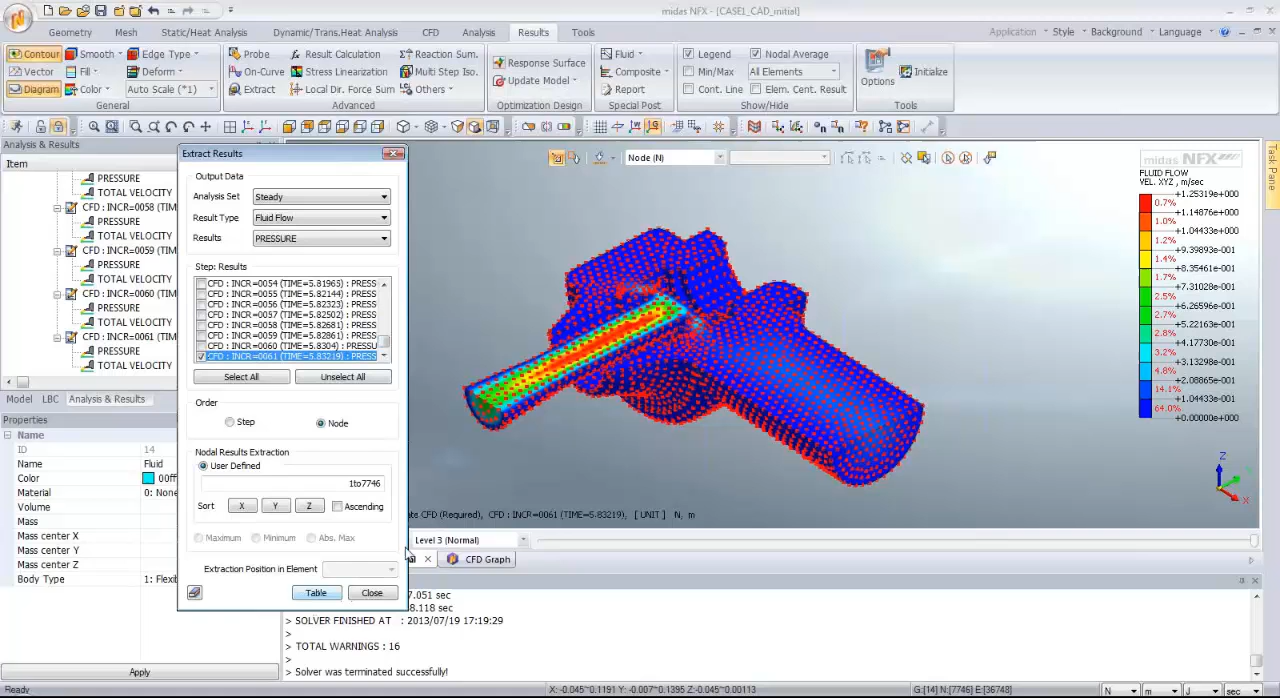 midas NFX - [CASE1_CAD_initial]
Geometry Mesh Static/Heat Analysis Dynamic/Trans.Heat Analysis CFD Analysis Results Tools
Application Style Background Language
Contour Smooth Edge Type
Vector Fill Deform
Diagram Color Auto Scale (*1)
General
Probe Result Calculation Reaction Sum
On-Curve Stress Linearization Multi Step Iso.
Extract Local Dir. Force Sum Others
Advanced
Response Surface
Update Model
Optimization Design
Fluid
Composite
Report
Special Post
Legend Nodal Average
Min/Max All Elements
Cont. Line Elem. Cent. Result
Show/Hide
Options Initialize
Tools
Analysis & Results
Item
PRESSURE
TOTAL VELOCITY
CFD : INCR=0058 (TIM
PRESSURE
TOTAL VELOCITY
CFD : INCR=0059 (TIM
PRESSURE
TOTAL VELOCITY
CFD : INCR=0060 (TIM
PRESSURE
TOTAL VELOCITY
CFD : INCR=0061 (TIM
PRESSURE
TOTAL VELOCITY
Model LBC Analysis & Results
Properties
Name
ID 14
Name Fluid
Color 00ff
Material 0: None
Volume
Mass
Mass center X
Mass center Y
Mass center Z
Body Type 1: Flexit
Apply
Extract Results
Output Data
Analysis Set Steady
Result Type Fluid Flow
Results PRESSURE
Step: Results
CFD : INCR=0054 (TIME=5.81965) : PRESS
CFD : INCR=0055 (TIME=5.82144) : PRESS
CFD : INCR=0056 (TIME=5.82323) : PRESS
CFD : INCR=0057 (TIME=5.82502) : PRESS
CFD : INCR=0058 (TIME=5.82681) : PRESS
CFD : INCR=0059 (TIME=5.82861) : PRESS
CFD : INCR=0060 (TIME=5.8304) : PRESSU
CFD : INCR=0061 (TIME=5.83219) : PRESS
Select All Unselect All
Order
Step Node
Nodal Results Extraction
User Defined
1to7746
Sort X Y Z Ascending
Maximum Minimum Abs. Max
Extraction Position in Element
Table Close
Node (N)
midas NFX
FLUID FLOW
VEL. XYZ , m/sec
+1.25319e+000
0.7%
+1.14876e+000
1.0%
+1.04433e+000
1.2%
+9.39893e-001
1.4%
+8.35461e-001
1.7%
+7.31028e-001
2.5%
+6.26596e-001
2.7%
+5.22163e-001
2.8%
+4.17730e-001
3.2%
+3.13298e-001
4.8%
+2.08865e-001
14.1%
+1.04433e-001
64.0%
+0.00000e+000
Task Pane
Z
Y
X
CFD (Required), CFD : INCR=0061 (TIME=5.83219), [ UNIT ] N, m
Level 3 (Normal)
CFD Graph
7.051 sec
8.118 sec
> SOLVER FINISHED AT : 2013/07/19 17:19:29
>
> TOTAL WARNINGS : 16
>
> Solver was terminated successfully!
Ready
X: -0.045~0.1191 Y: -0.007~0.1395 Z:-0.045~0.00113
G:[14] N:[7746] E:[36748]
N m J sec